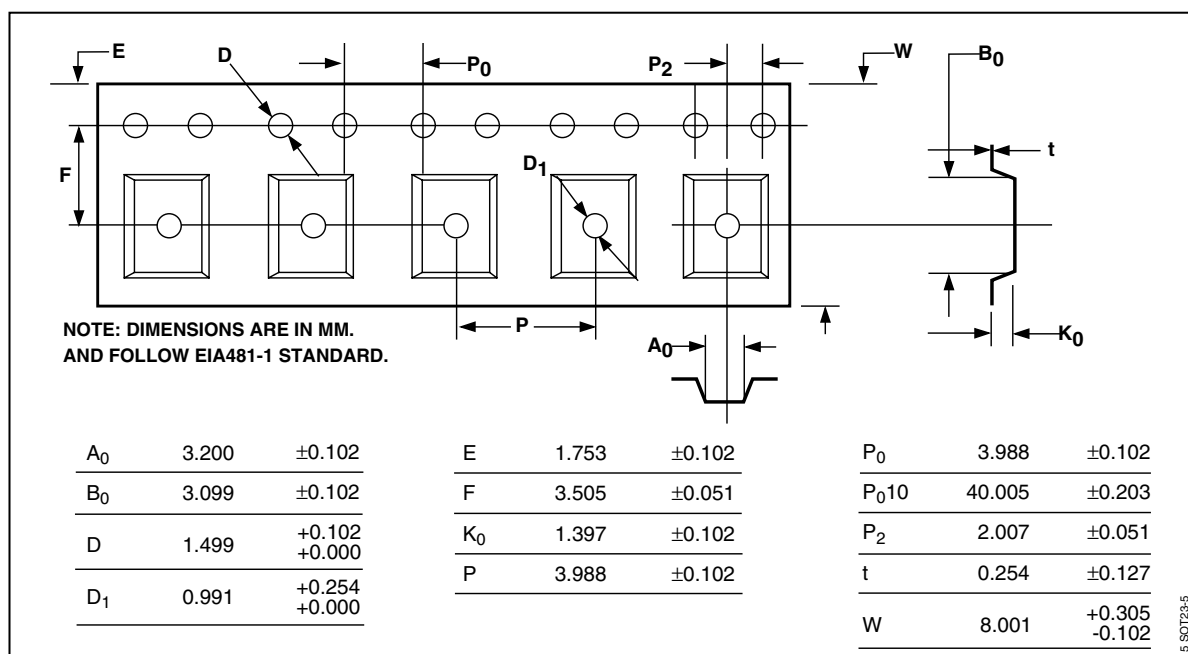 E
D
P0
P2
W
B0
t
F
D1
NOTE: DIMENSIONS ARE IN MM.
AND FOLLOW EIA481-1 STANDARD.
P
A0
K0
A0 3.200 ±0.102
B0 3.099 ±0.102
D 1.499 +0.102 +0.000
D1 0.991 +0.254 +0.000
E 1.753 ±0.102
F 3.505 ±0.051
K0 1.397 ±0.102
P 3.988 ±0.102
P0 3.988 ±0.102
P010 40.005 ±0.203
P2 2.007 ±0.051
t 0.254 ±0.127
W 8.001 +0.305 -0.102
5 SOT23-5